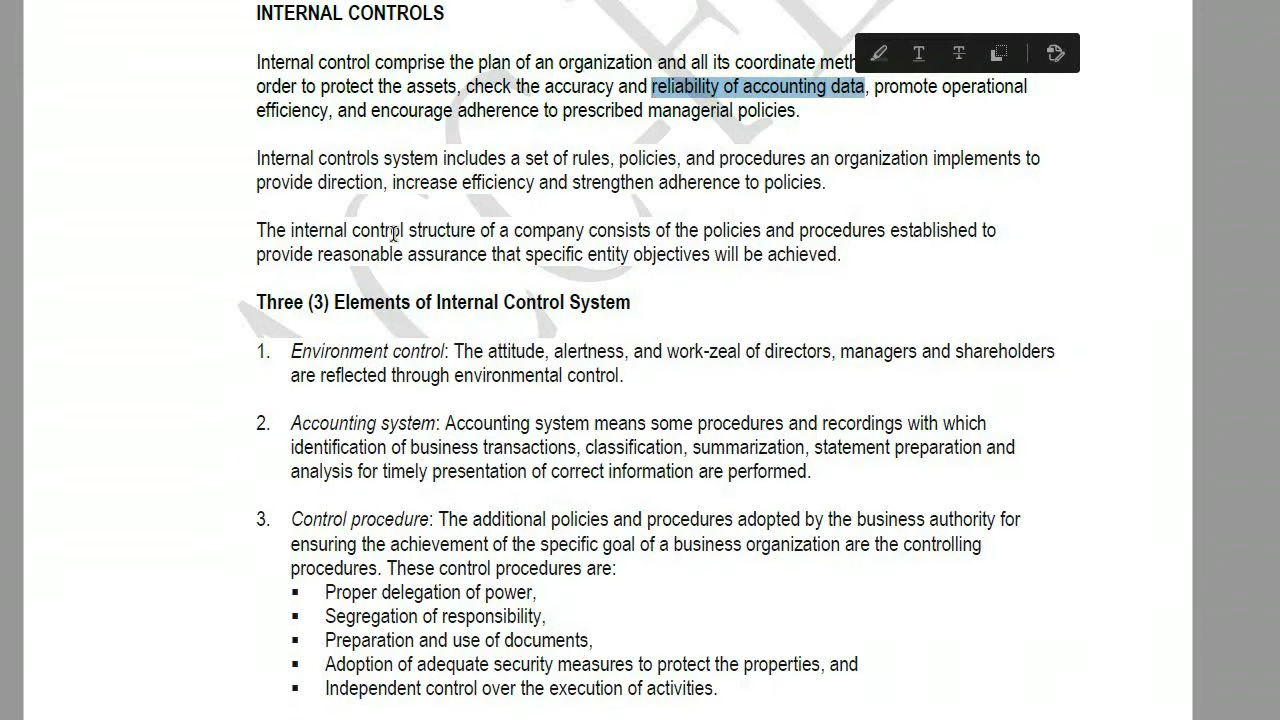 INTERNAL CONTROLS
Internal control comprise the plan of an organization and all its coordinate meth
order to protect the assets, check the accuracy and reliability of accounting data, promote operational
efficiency, and encourage adherence to prescribed managerial policies.
Internal controls system includes a set of rules, policies, and procedures an organization implements to
provide direction, increase efficiency and strengthen adherence to policies.
The internal control structure of a company consists of the policies and procedures established to
provide reasonable assurance that specific entity objectives will be achieved.
Three (3) Elements of Internal Control System
1. Environment control: The attitude, alertness, and work-zeal of directors, managers and shareholders
are reflected through environmental control.
2. Accounting system: Accounting system means some procedures and recordings with which
identification of business transactions, classification, summarization, statement preparation and
analysis for timely presentation of correct information are performed.
3. Control procedure: The additional policies and procedures adopted by the business authority for
ensuring the achievement of the specific goal of a business organization are the controlling
procedures. These control procedures are:
▪ Proper delegation of power,
▪ Segregation of responsibility,
▪ Preparation and use of documents,
▪ Adoption of adequate security measures to protect the properties, and
▪ Independent control over the execution of activities.